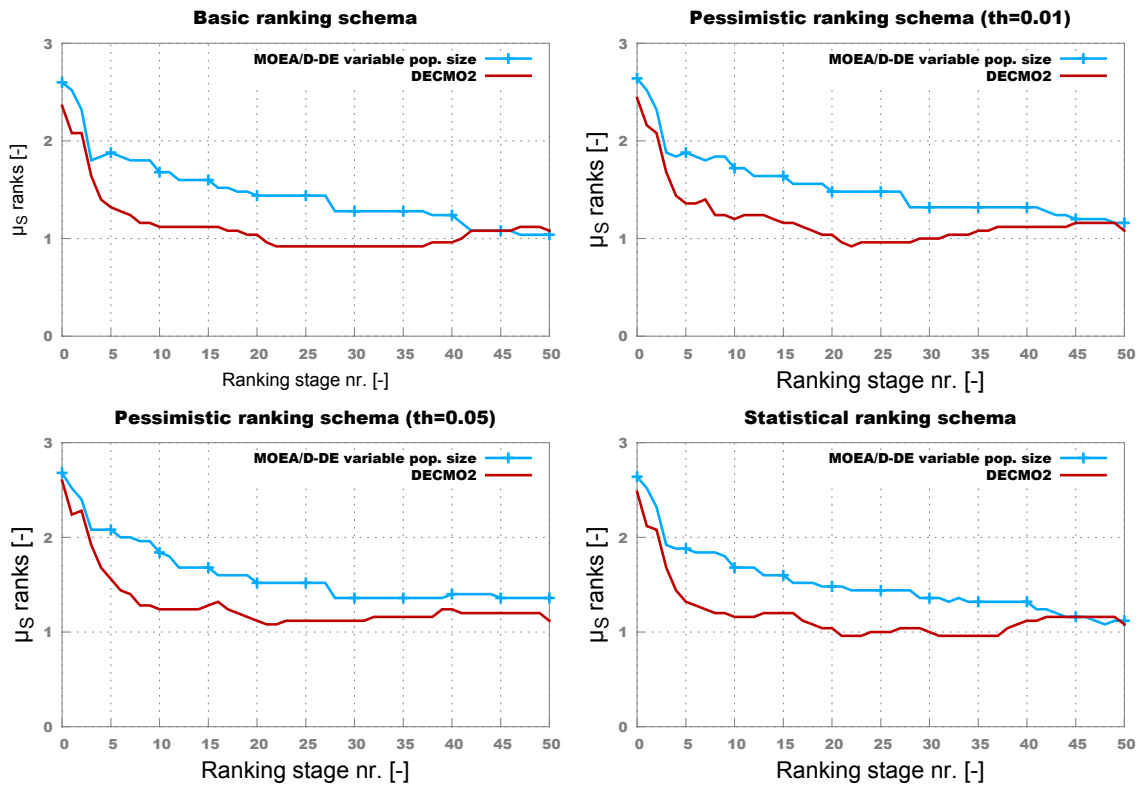 Basic ranking schema
MOEA/D-DE variable pop. size
DECMO2
3
2
1
0
μS ranks [-]
0 5 10 15 20 25 30 35 40 45 50
Ranking stage nr. [-]
Pessimistic ranking schema (th=0.01)
MOEA/D-DE variable pop. size
DECMO2
3
2
1
0
μS ranks [-]
0 5 10 15 20 25 30 35 40 45 50
Ranking stage nr. [-]
Pessimistic ranking schema (th=0.05)
MOEA/D-DE variable pop. size
DECMO2
3
2
1
0
μS ranks [-]
0 5 10 15 20 25 30 35 40 45 50
Ranking stage nr. [-]
Statistical ranking schema
MOEA/D-DE variable pop. size
DECMO2
3
2
1
0
μS ranks [-]
0 5 10 15 20 25 30 35 40 45 50
Ranking stage nr. [-]